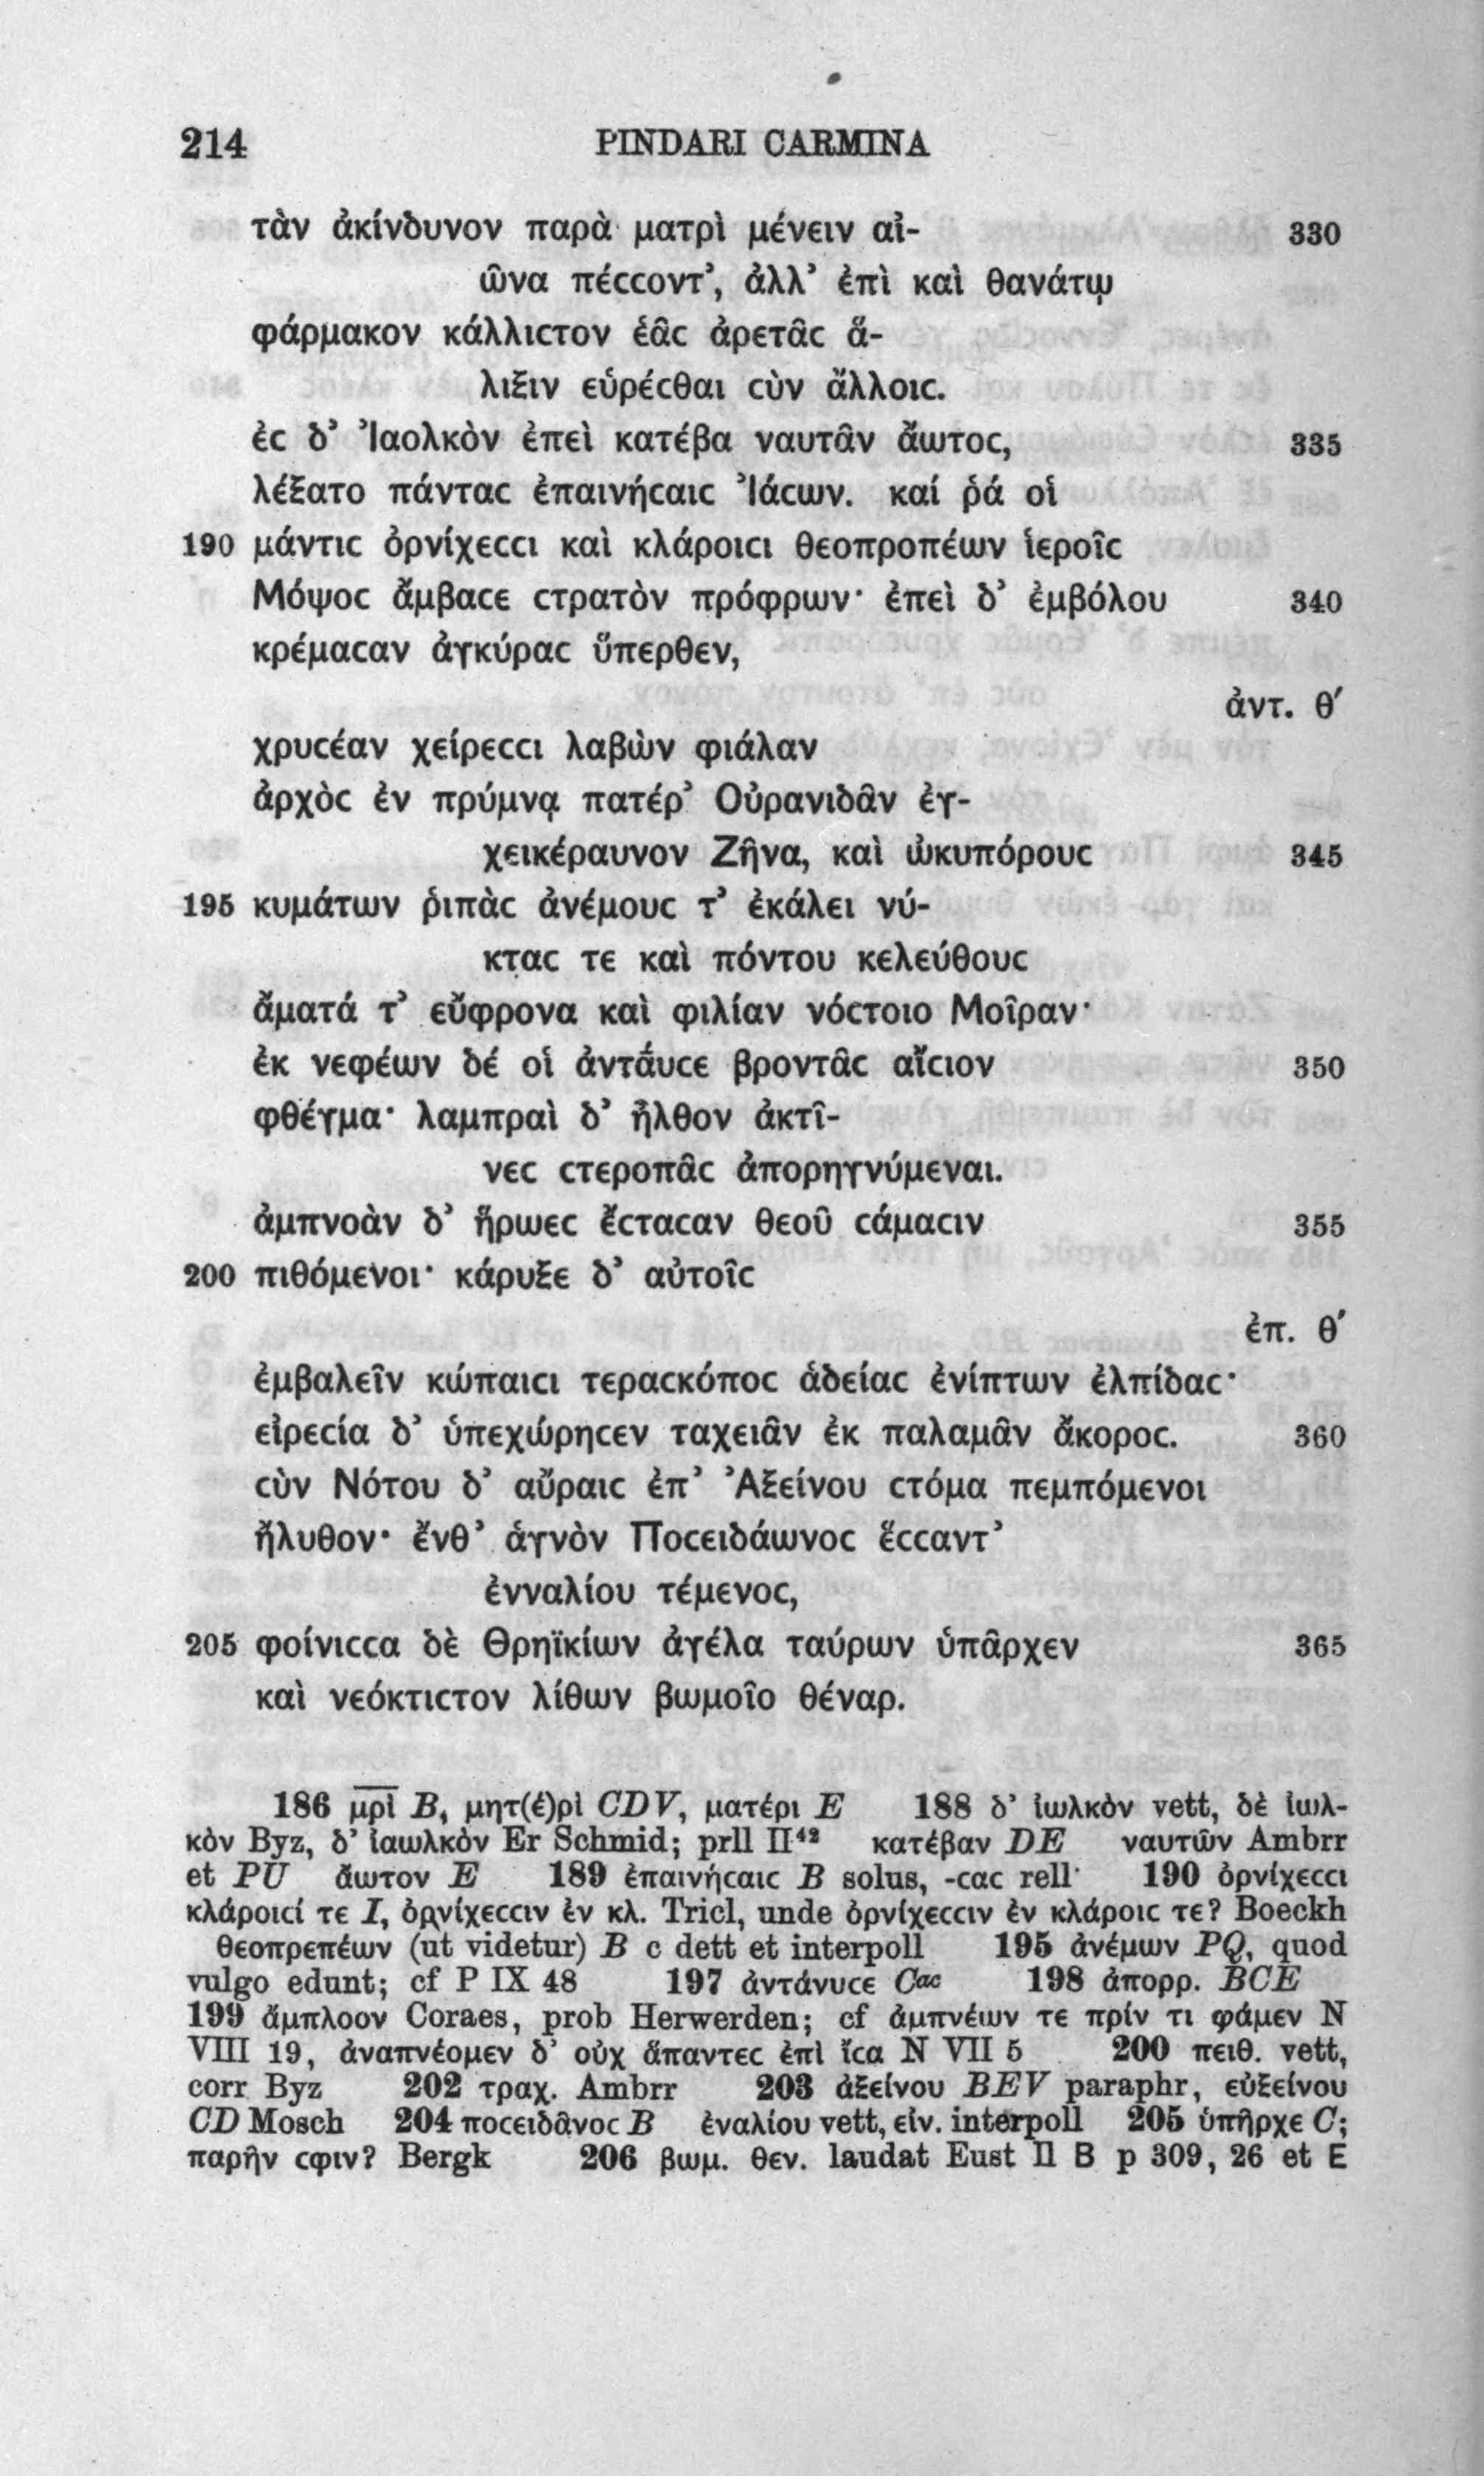 214 PINDARI CARMINA
τὰν ἀκίνδυνον παρὰ ματρὶ μένειν αἰ- 330
ῶνα πέccοντ’, ἀλλ’ ἐπὶ καὶ θανάτῳ
φάρμακον κάλλιcτον ἑᾶc ἀρετᾶc ἅ-
λιξιν εὑρέcθαι cὺν ἄλλοιc.
ἐc δ’ Ἰαολκὸν ἐπεὶ κατέβα ναυτᾶν ἄωτοc, 335
λέξατο πάνταc ἐπαινήcαιc Ἰάcων. καί ῥά οἱ
190 μάντιc ὀρνίχεccι καὶ κλάροιcι θεοπροπέων ἱεροῖc
Μόψοc ἄμβαcε cτρατὸν πρόφρων· ἐπεὶ δ’ ἐμβόλου 340
κρέμαcαν ἀγκύραc ὕπερθεν,
ἀντ. θ′
χρυcέαν χείρεccι λαβὼν φιάλαν
ἀρχὸc ἐν πρύμνᾳ πατέρ’ Οὐρανιδᾶν ἐγ-
χεικέραυνον Ζῆνα, καὶ ὠκυπόρουc 345
195 κυμάτων ῥιπὰc ἀνέμουc τ’ ἐκάλει νύ-
κταc τε καὶ πόντου κελεύθουc
ἄματά τ’ εὔφρονα καὶ φιλίαν νόcτοιο Μοῖραν·
ἐκ νεφέων δέ οἱ ἀντάυcε βροντᾶc αἴcιον 350
φθέγμα· λαμπραὶ δ’ ἦλθον ἀκτῖ-
νεc cτεροπᾶc ἀπορηγνύμεναι.
ἀμπνοὰν δ’ ἥρωεc ἔcταcαν θεοῦ cάμαcιν 355
200 πιθόμενοι· κάρυξε δ’ αὐτοῖc
ἐπ. θ′
ἐμβαλεῖν κώπαιcι τεραcκόποc ἁδείαc ἐνίπτων ἐλπίδαc·
εἰρεcία δ’ ὑπεχώρηcεν ταχειᾶν ἐκ παλαμᾶν ἄκοροc. 360
cὺν Νότου δ’ αὔραιc ἐπ’ Ἀξείνου cτόμα πεμπόμενοι
ἤλυθον· ἔνθ’ ἁγνὸν Ποcειδάωνοc ἕccαντ’
ἐνναλίου τέμενοc,
205 φοίνιccα δὲ Θρηϊκίων ἀγέλα ταύρων ὑπᾶρχεν 365
καὶ νεόκτιcτον λίθων βωμοῖο θέναρ.
186 μρὶ B, μητ(έ)ρὶ CDV, ματέρι E 188 δ’ ἰωλκὸν vett, δὲ ἰωλ-
κὸν Byz, δ’ ἰαωλκὸν Er Schmid; prll II⁴² κατέβαν DE ναυτῶν Ambrr
et PU ἄωτον E 189 ἐπαινήcαιc B solus, -cαc rell 190 ὀρνίχεccι
κλάροιcί τε I, ὀρνίχεccιν ἐν κλ. Tricl, unde ὀρνίχεccιν ἐν κλάροιc τε? Boeckh
θεοπρεπέων (ut videtur) B c dett et interpoll 195 ἀνέμων PQ, quod
vulgo edunt; cf P IX 48 197 ἀντάνυcε Cᵃᶜ 198 ἀπορρ. BCE
199 ἄμπλοον Coraes, prob Herwerden; cf ἀμπνέων τε πρίν τι φάμεν N
VIII 19, ἀναπνέομεν δ’ οὐχ ἅπαντεc ἐπὶ ἴcα N VII 5 200 πειθ. vett,
corr Byz 202 τραχ. Ambrr 203 ἀξείνου BEV paraphr, εὐξείνου
CD Mosch 204 ποcειδᾶνοc B ἐναλίου vett, εἰν. interpoll 205 ὑπῆρχε C;
παρῆν cφιν? Bergk 206 βωμ. θεν. laudat Eust Il B p 309, 26 et E